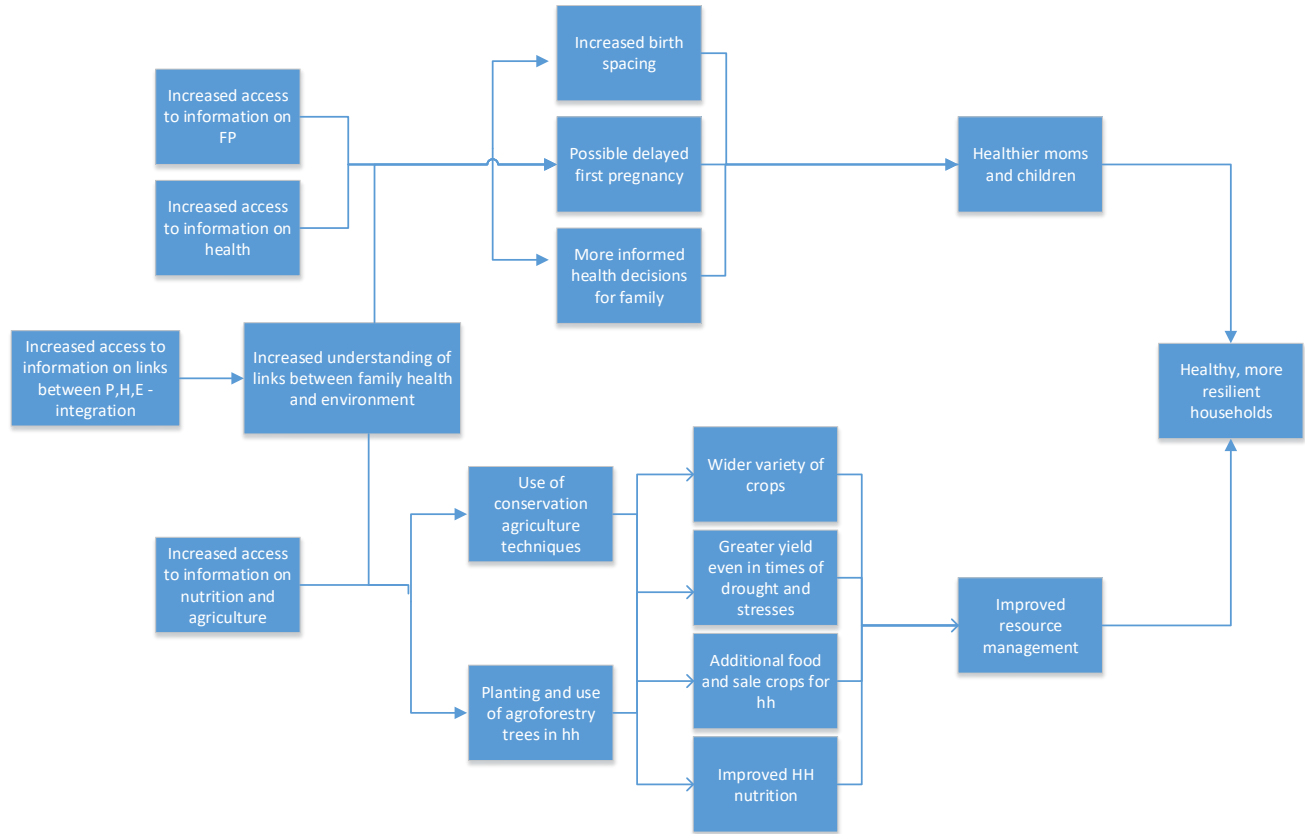 Increased birth
spacing
Increased access
to information on
FP
Possible delayed
first pregnancy
Healthier moms
and children
Increased access
to information on
health
More informed
health decisions
for family
Increased access to
information on links
between P,H,E -
integration
Increased understanding of
links between family health
and environment
Healthy, more
resilient
households
Wider variety of
crops
Use of
conservation
agriculture
techniques
Increased access
to information on
nutrition and
agriculture
Greater yield
even in times of
drought and
stresses
Improved
resource
management
Additional food
and sale crops for
hh
Planting and use
of agroforestry
trees in hh
Improved HH
nutrition